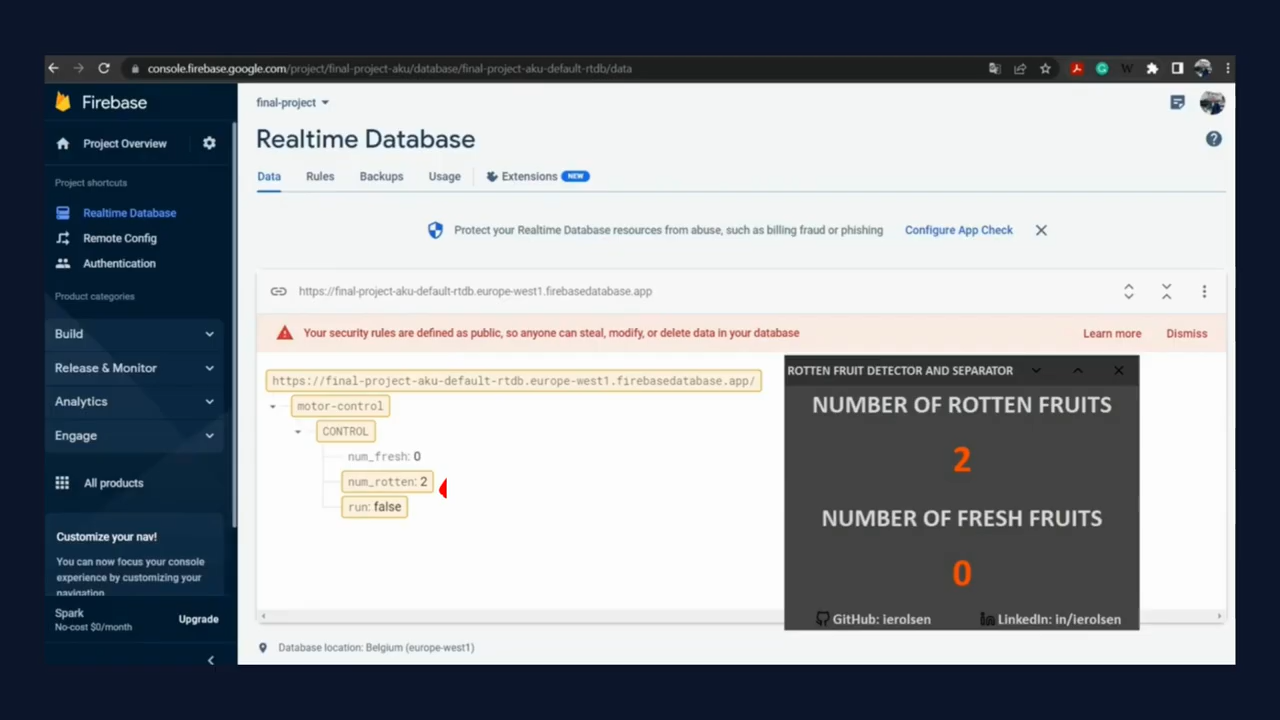 console.firebase.google.com/project/final-project-aku/database/final-project-aku-default-rtdb/data
Firebase
Project Overview
Project shortcuts
Realtime Database
Remote Config
Authentication
Product categories
Build
Release & Monitor
Analytics
Engage
All products
Customize your nav!
You can now focus your console
experience by customizing your
navigation
Spark
No-cost $0/month
Upgrade
final-project
Realtime Database
Data
Rules
Backups
Usage
Extensions NEW
Protect your Realtime Database resources from abuse, such as billing fraud or phishing
Configure App Check
https://final-project-aku-default-rtdb.europe-west1.firebasedatabase.app
Your security rules are defined as public, so anyone can steal, modify, or delete data in your database
Learn more
Dismiss
https://final-project-aku-default-rtdb.europe-west1.firebasedatabase.app/
motor-control
CONTROL
num_fresh: 0
num_rotten: 2
run: false
ROTTEN FRUIT DETECTOR AND SEPARATOR
NUMBER OF ROTTEN FRUITS
2
NUMBER OF FRESH FRUITS
0
GitHub: ierolsen
LinkedIn: in/ierolsen
Database location: Belgium (europe-west1)